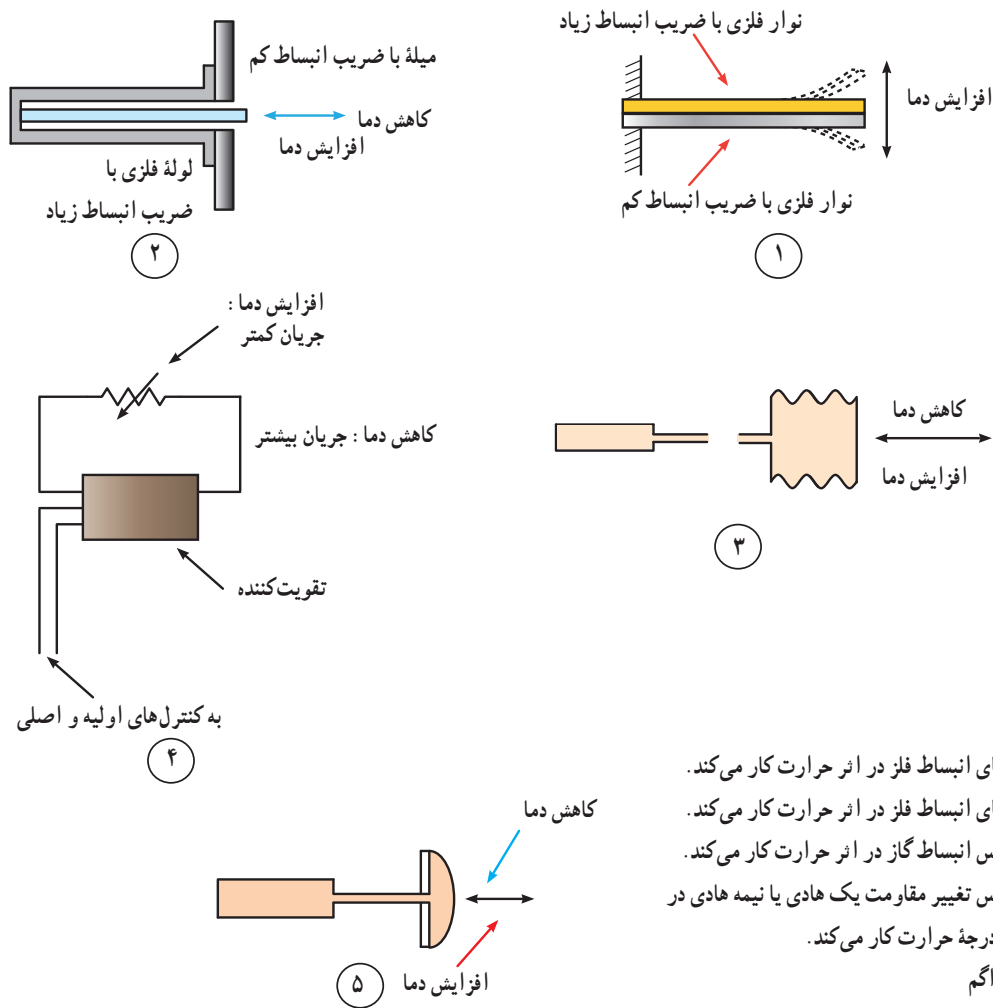 نوار فلزی با ضریب انبساط زیاد
افزایش دما
نوار فلزی با ضریب انبساط کم
۱
میلهٔ با ضریب انبساط کم
کاهش دما
افزایش دما
لولهٔ فلزی با
ضریب انبساط زیاد
۲
کاهش دما
افزایش دما
۳
افزایش دما :
جریان کمتر
کاهش دما : جریان بیشتر
تقویت‌کننده
به کنترل‌های اولیه و اصلی
۴
کاهش دما
افزایش دما
۵
انبساط فلز در اثر حرارت کار می‌کند.
انبساط فلز در اثر حرارت کار می‌کند.
انبساط گاز در اثر حرارت کار می‌کند.
تغییر مقاومت یک هادی یا نیمه هادی در
درجهٔ حرارت کار می‌کند.